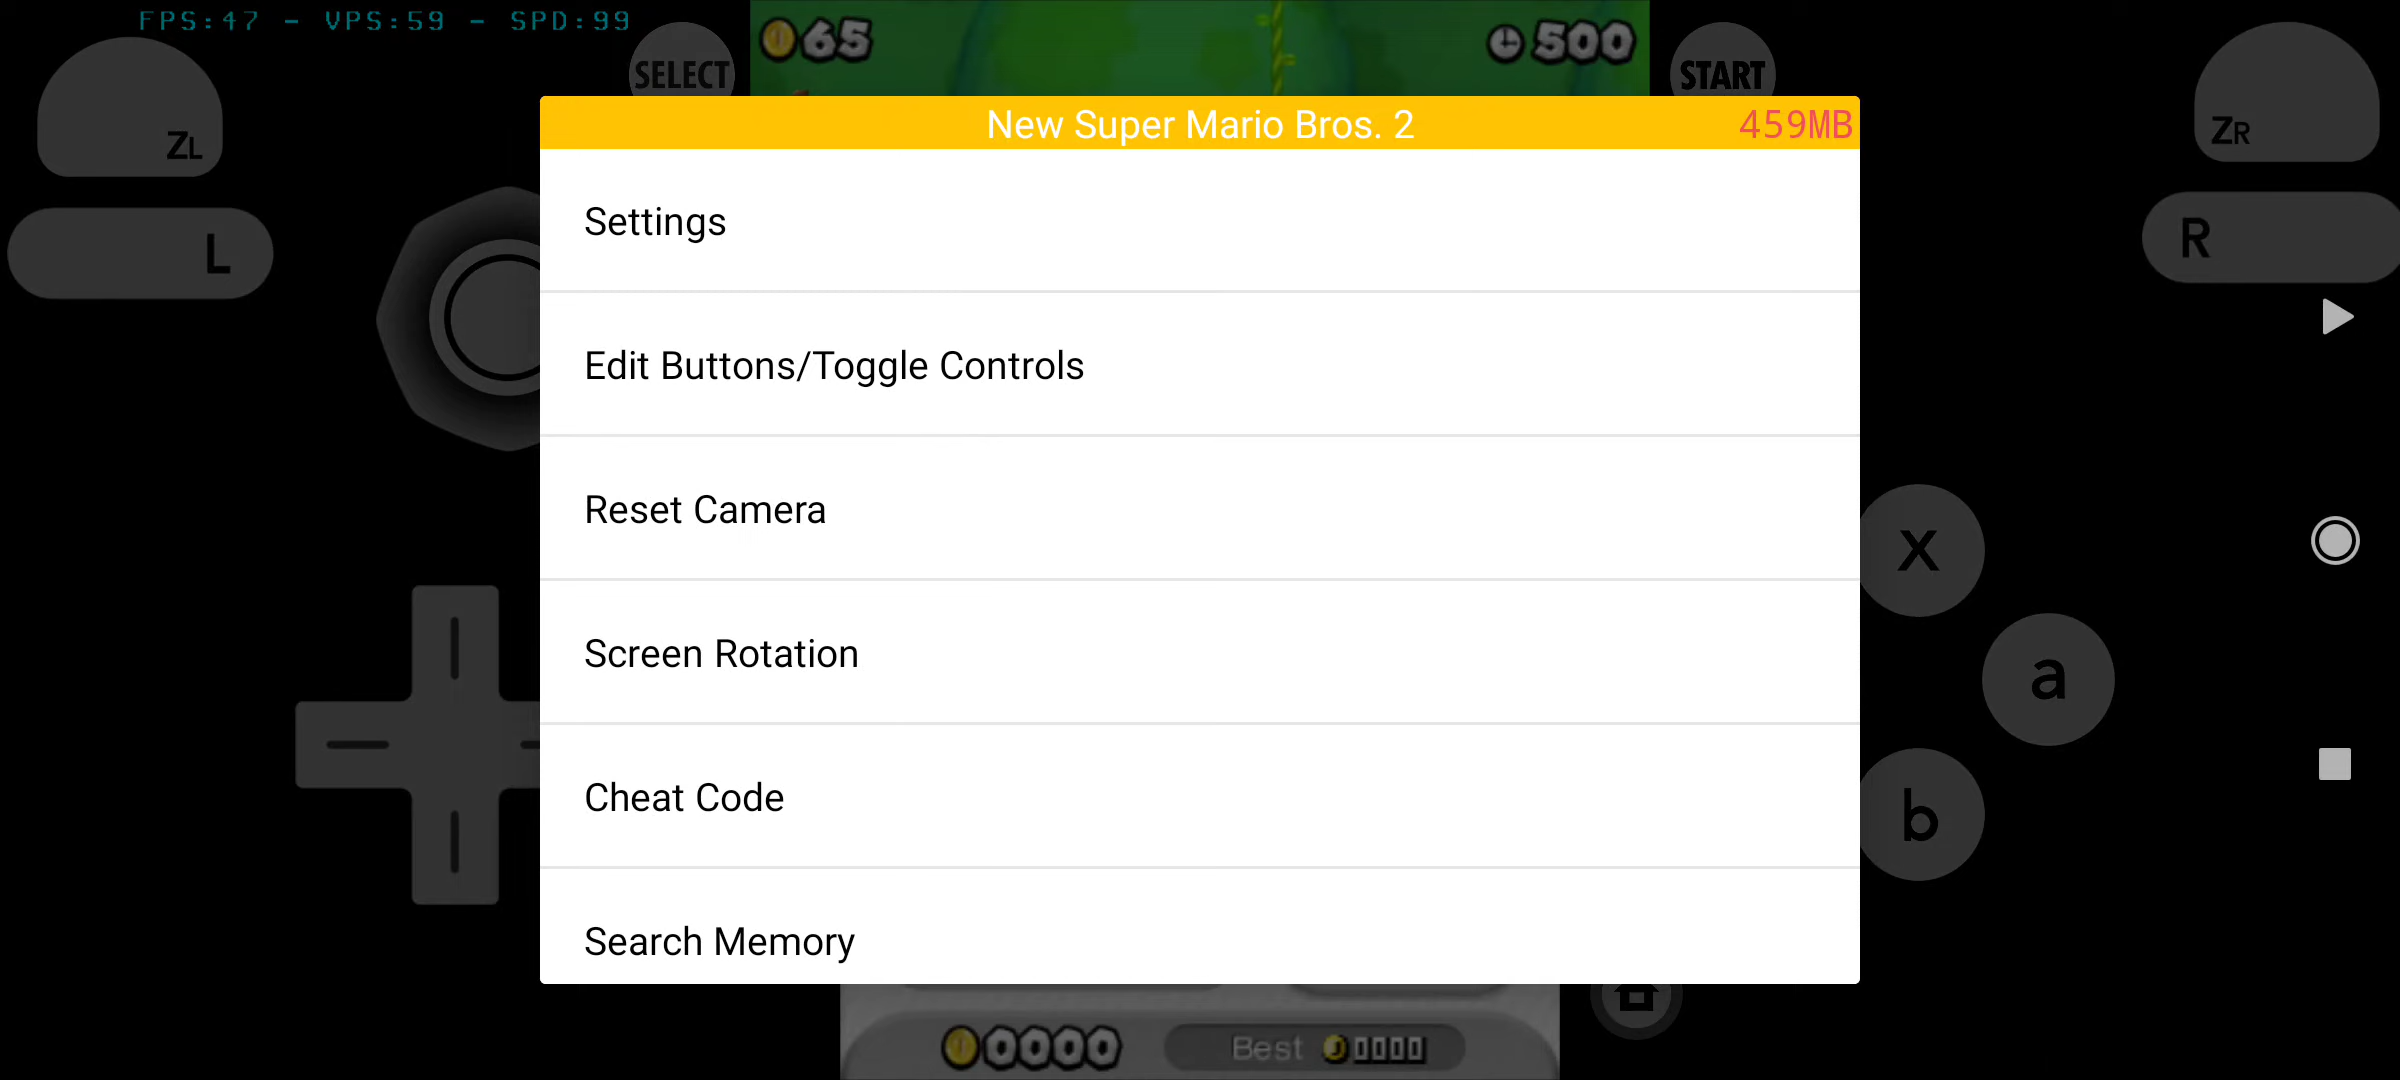 FPS:47 - VPS:59 - SPD:99
65
500
SELECT
START
ZL
ZR
New Super Mario Bros. 2
459MB
L
R
Settings
Edit Buttons/Toggle Controls
Reset Camera
x
Screen Rotation
a
Cheat Code
b
Search Memory
0000
Best 0000